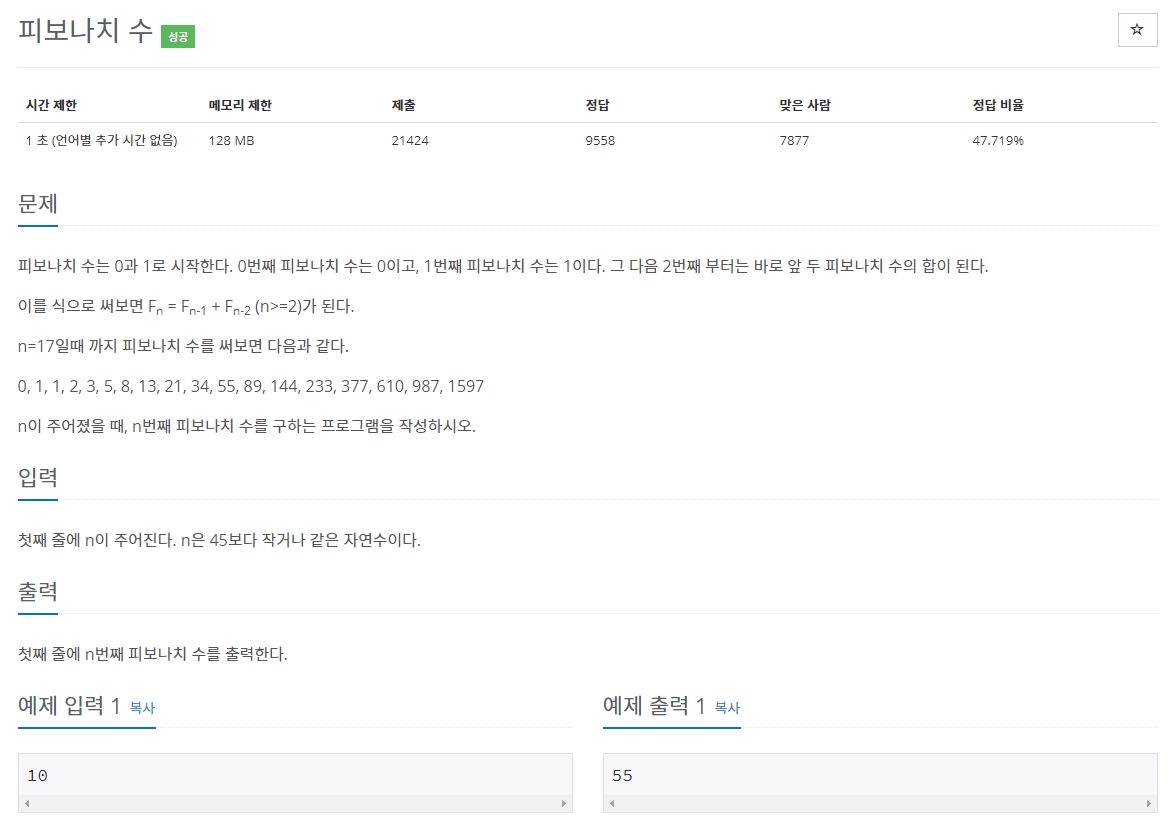 피보나치 수 성공
☆
시간 제한 메모리 제한 제출 정답 맞은 사람 정답 비율
1 초 (언어별 추가 시간 없음) 128 MB 21424 9558 7877 47.719%
문제
피보나치 수는 0과 1로 시작한다. 0번째 피보나치 수는 0이고, 1번째 피보나치 수는 1이다. 그 다음 2번째 부터는 바로 앞 두 피보나치 수의 합이 된다.
이를 식으로 써보면 Fn = Fn-1 + Fn-2 (n>=2)가 된다.
n=17일때 까지 피보나치 수를 써보면 다음과 같다.
0, 1, 1, 2, 3, 5, 8, 13, 21, 34, 55, 89, 144, 233, 377, 610, 987, 1597
n이 주어졌을 때, n번째 피보나치 수를 구하는 프로그램을 작성하시오.
입력
첫째 줄에 n이 주어진다. n은 45보다 작거나 같은 자연수이다.
출력
첫째 줄에 n번째 피보나치 수를 출력한다.
예제 입력 1 복사
10
예제 출력 1 복사
55